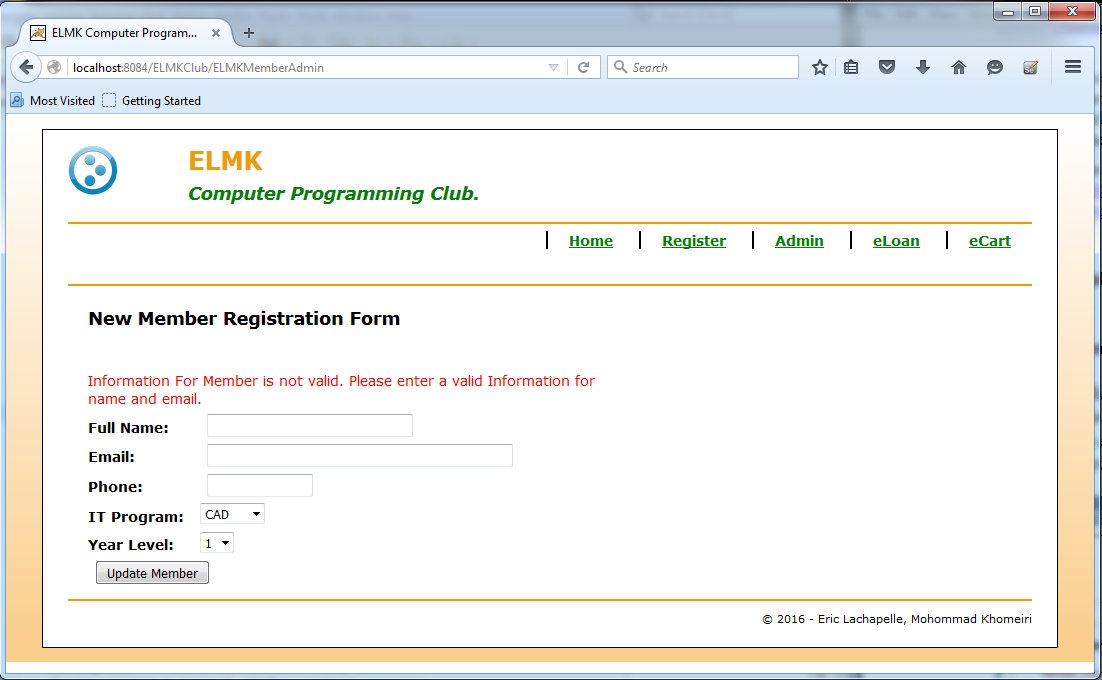 ELMK Computer Program...
localhost:8084/ELMKClub/ELMKMemberAdmin
Search
Most Visited
Getting Started
ELMK
Computer Programming Club.
Home
Register
Admin
eLoan
eCart
New Member Registration Form
Information For Member is not valid. Please enter a valid Information for
name and email.
Full Name:
Email:
Phone:
IT Program: CAD
Year Level: 1
Update Member
© 2016 - Eric Lachapelle, Mohommad Khomeiri